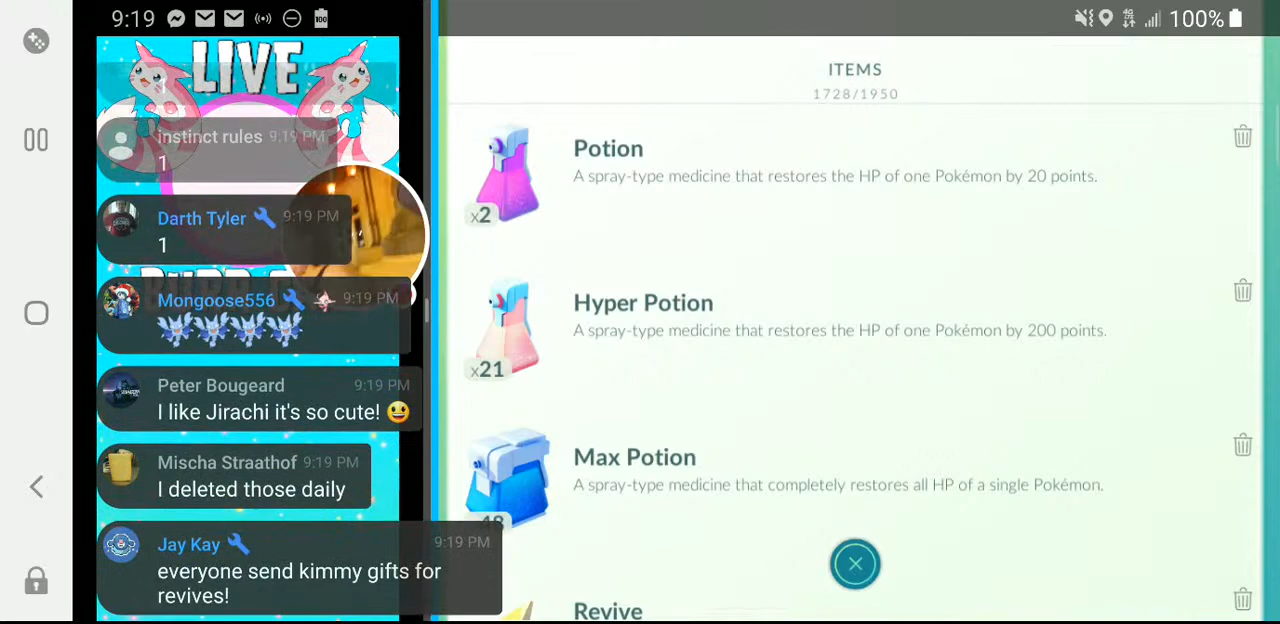 9:19
100
100%
LIVE
1
instinct rules 9:19 PM
1
Darth Tyler 9:19 PM
1
Mongoose556 9:19 PM
Peter Bougeard 9:19 PM
I like Jirachi it's so cute! 😃
Mischa Straathof 9:19 PM
I deleted those daily
Jay Kay 9:19 PM
everyone send kimmy gifts for
revives!
ITEMS
1728/1950
Potion
A spray-type medicine that restores the HP of one Pokémon by 20 points.
x2
Hyper Potion
A spray-type medicine that restores the HP of one Pokémon by 200 points.
x21
Max Potion
A spray-type medicine that completely restores all HP of a single Pokémon.
Revive